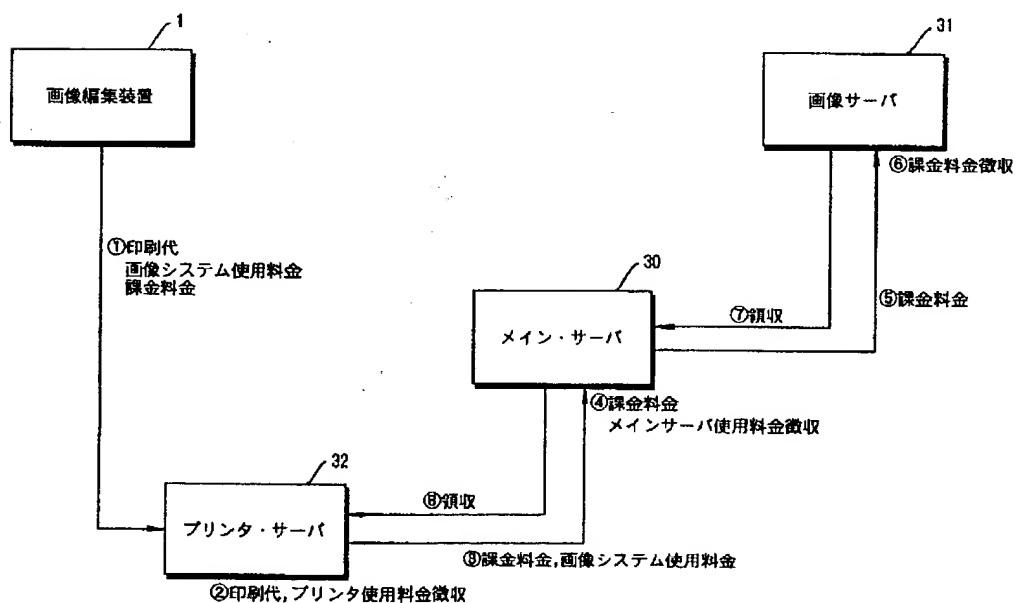 1
画像編集装置
31
画像サーバ
⑥課金料金徴収
①印刷代
画像システム使用料金
課金料金
30
メイン・サーバ
⑦領収
⑤課金料金
④課金料金
メインサーバ使用料金徴収
32
プリンタ・サーバ
⑧領収
③課金料金,画像システム使用料金
②印刷代,プリンタ使用料金徴収